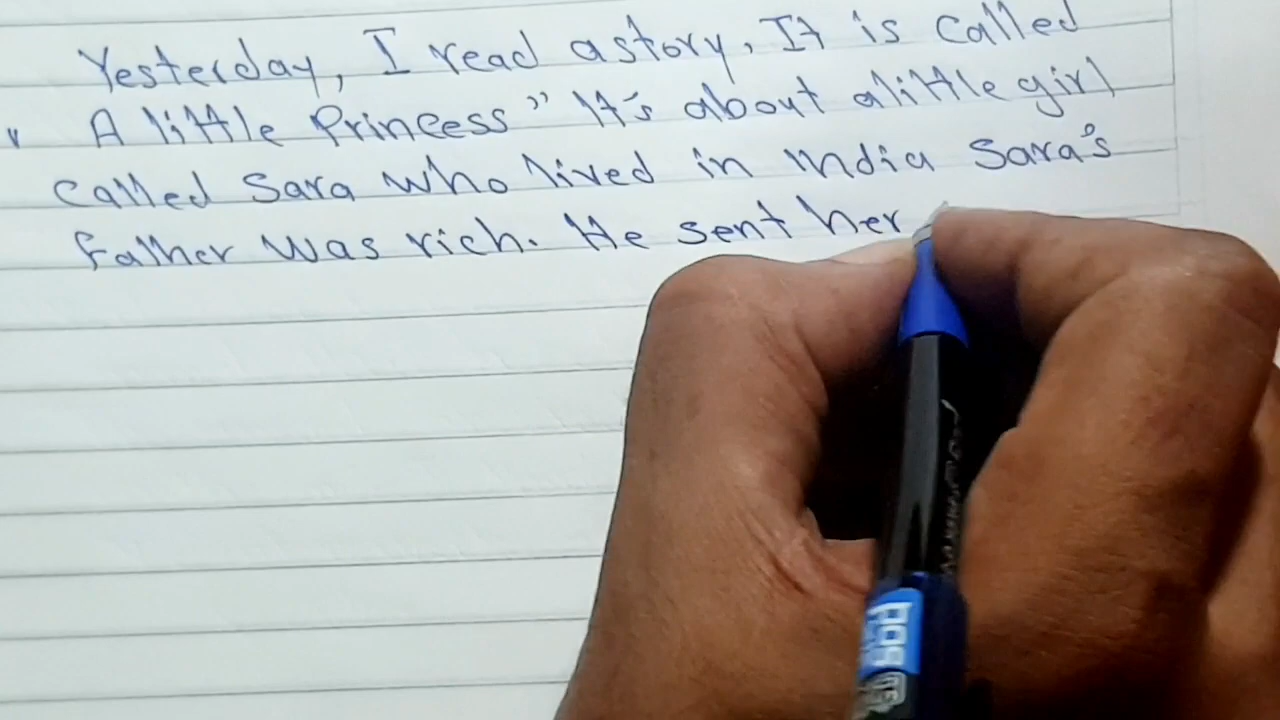 Yesterday, I read a story, It is called
" A little Princess" It's about a little girl
called Sara who lived in India Sara's
father was rich. He sent her